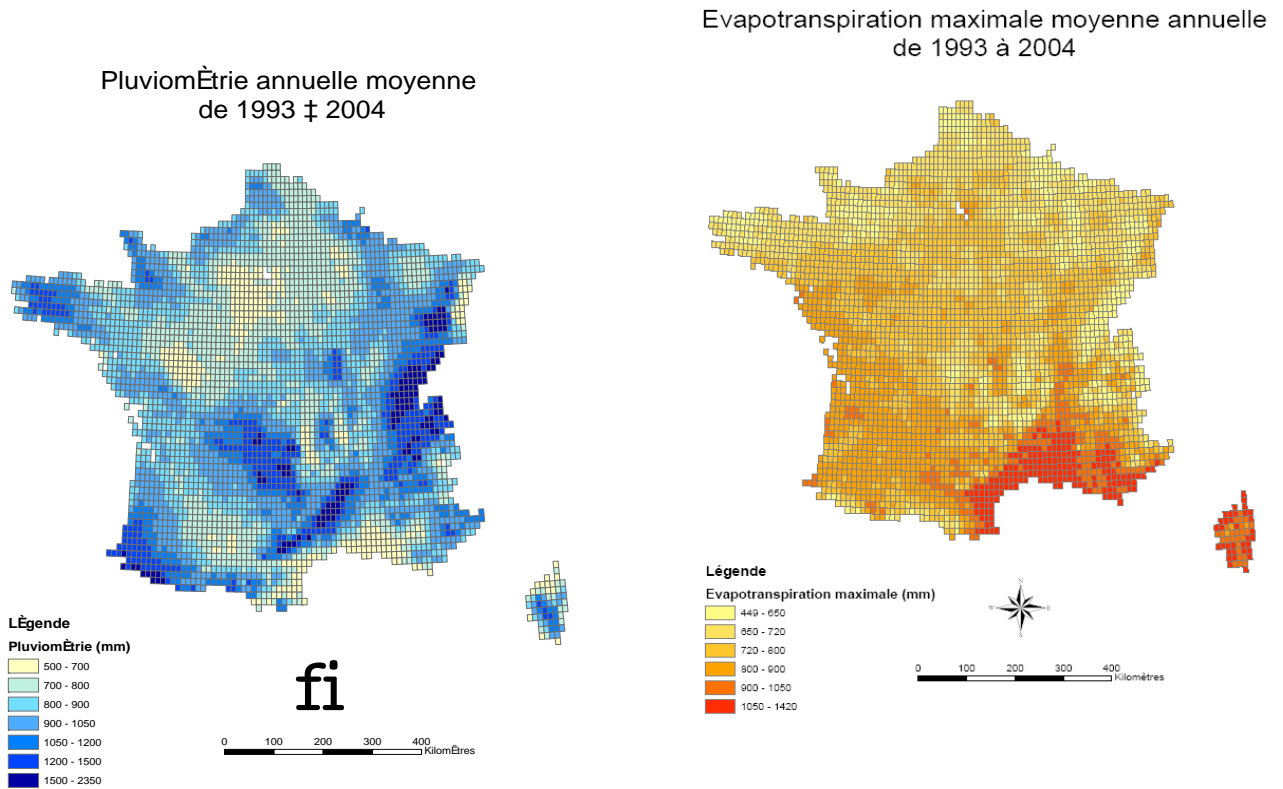 PluviomÈtrie annuelle moyenne
de 1993 ‡ 2004
LÈgende
PluviomÈtrie (mm)
500 - 700
700 - 800
800 - 900
900 - 1050
1050 - 1200
1200 - 1500
1500 - 2350
fi
0 100 200 300 400
KilomËtres
Evapotranspiration maximale moyenne annuelle
de 1993 à 2004
Légende
Evapotranspiration maximale (mm)
449 - 650
650 - 720
720 - 800
800 - 900
900 - 1050
1050 - 1420
N
W E
S
0 100 200 300 400
Kilomètres